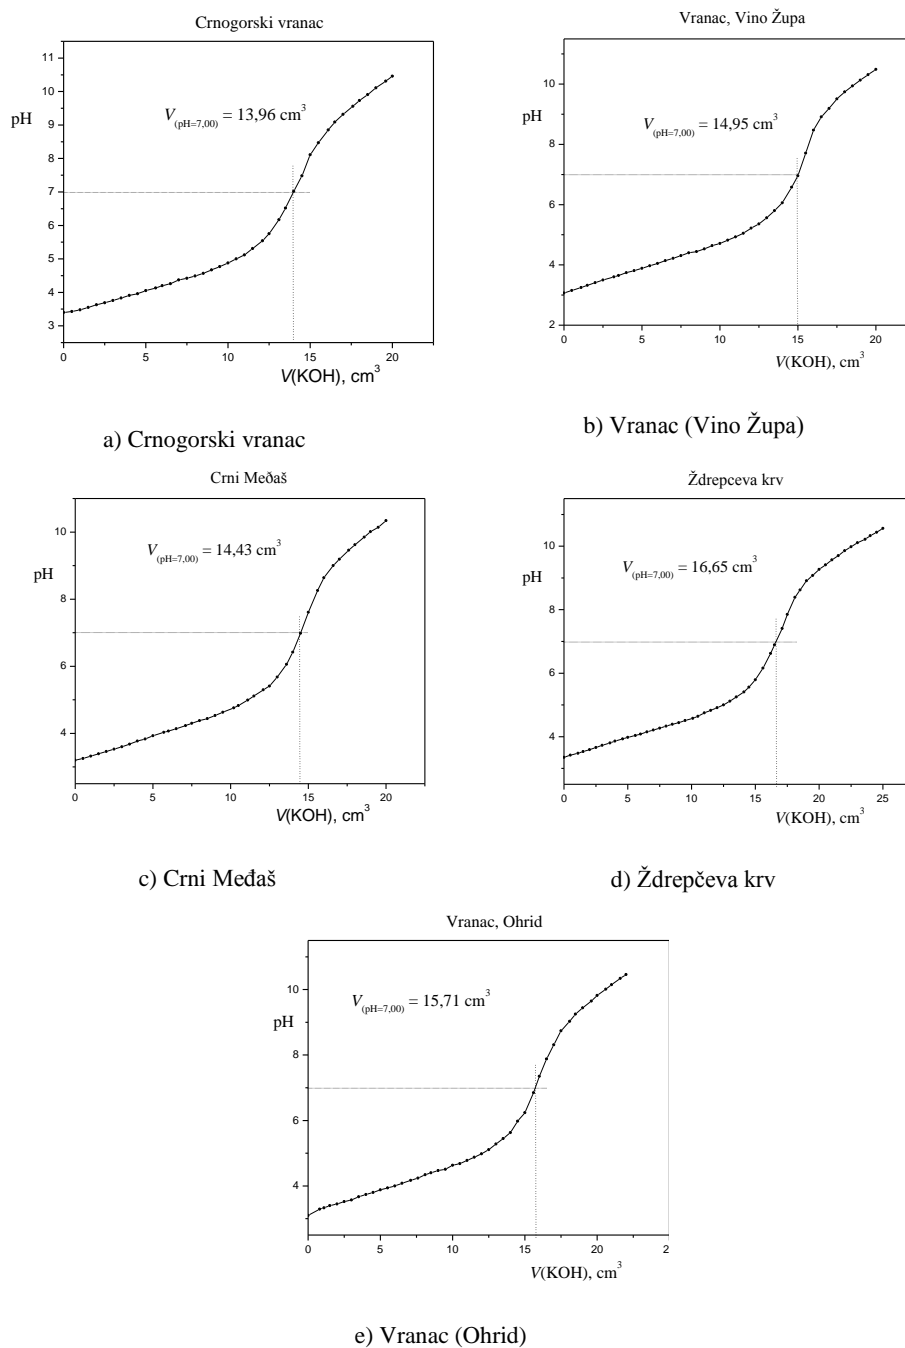 Crnogorski vranac
11
10
9
8
7
6
5
4
3
pH
V(pH=7,00) = 13,96 cm³
0 5 10 15 20
V(KOH), cm³
a) Crnogorski vranac
Vranac, Vino Župa
10
8
6
4
2
pH
V(pH=7,00) = 14,95 cm³
0 5 10 15 20
V(KOH), cm³
b) Vranac (Vino Župa)
Crni Meðaš
10
8
6
4
pH
V(pH=7,00) = 14,43 cm³
0 5 10 15 20
V(KOH), cm³
c) Crni Međaš
Ždrepceva krv
10
8
6
4
pH
V(pH=7,00) = 16,65 cm³
0 5 10 15 20 25
V(KOH), cm³
d) Ždrepčeva krv
Vranac, Ohrid
10
8
6
4
pH
V(pH=7,00) = 15,71 cm³
0 5 10 15 20 2
V(KOH), cm³
e) Vranac (Ohrid)